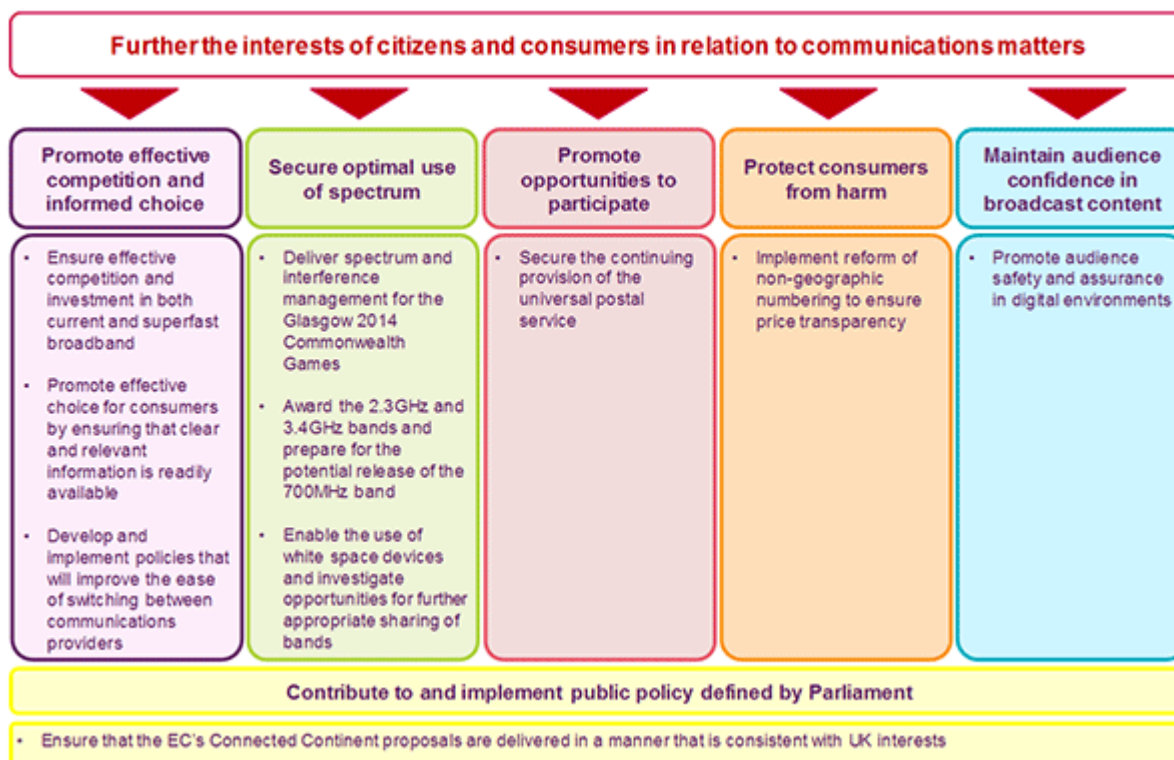 Further the interests of citizens and consumers in relation to communications matters
Promote effective
competition and
informed choice
Secure optimal use
of spectrum
Promote
opportunities to
participate
Protect consumers
from harm
Maintain audience
confidence in
broadcast content
• Ensure effective
competition and
investment in both
current and superfast
broadband
• Promote effective
choice for consumers
by ensuring that clear
and relevant
information is readily
available
• Develop and
implement policies that
will improve the ease
of switching between
communications
providers
• Deliver spectrum and
interference
management for the
Glasgow 2014
Commonwealth
Games
• Award the 2.3GHz and
3.4GHz bands and
prepare for the
potential release of the
700MHz band
• Enable the use of
white space devices
and investigate
opportunities for further
appropriate sharing of
bands
• Secure the continuing
provision of the
universal postal
service
• Implement reform of
non-geographic
numbering to ensure
price transparency
• Promote audience
safety and assurance
in digital environments
Contribute to and implement public policy defined by Parliament
• Ensure that the EC's Connected Continent proposals are delivered in a manner that is consistent with UK interests